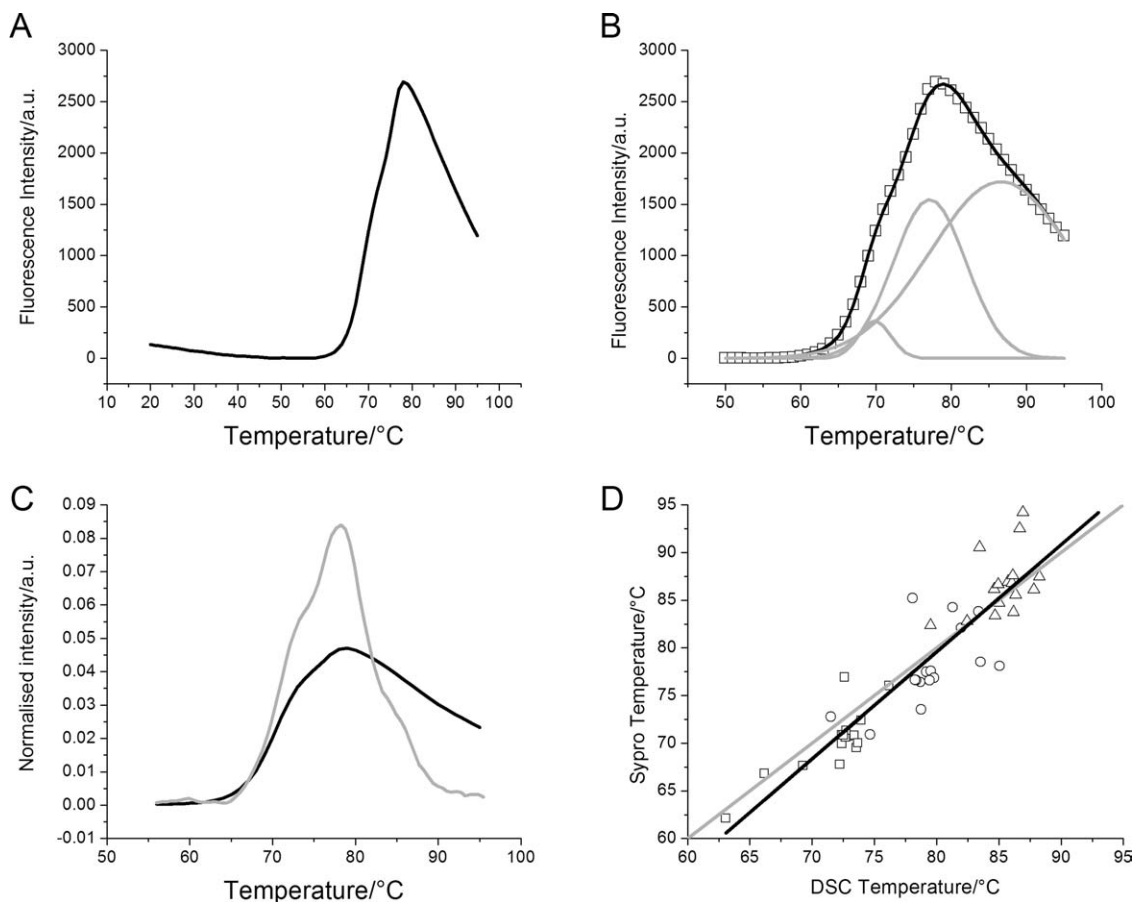 A
3000
2500
2000
1500
1000
500
0
Fluorescence Intensity/a.u.
10 20 30 40 50 60 70 80 90 100
Temperature/°C
B
3000
2500
2000
1500
1000
500
0
Fluorescence Intensity/a.u.
50 60 70 80 90 100
Temperature/°C
C
0.09
0.08
0.07
0.06
0.05
0.04
0.03
0.02
0.01
0.00
-0.01
Normalised intensity/a.u.
50 60 70 80 90 100
Temperature/°C
D
95
90
85
80
75
70
65
60
Sypro Temperature/°C
60 65 70 75 80 85 90 95
DSC Temperature/°C